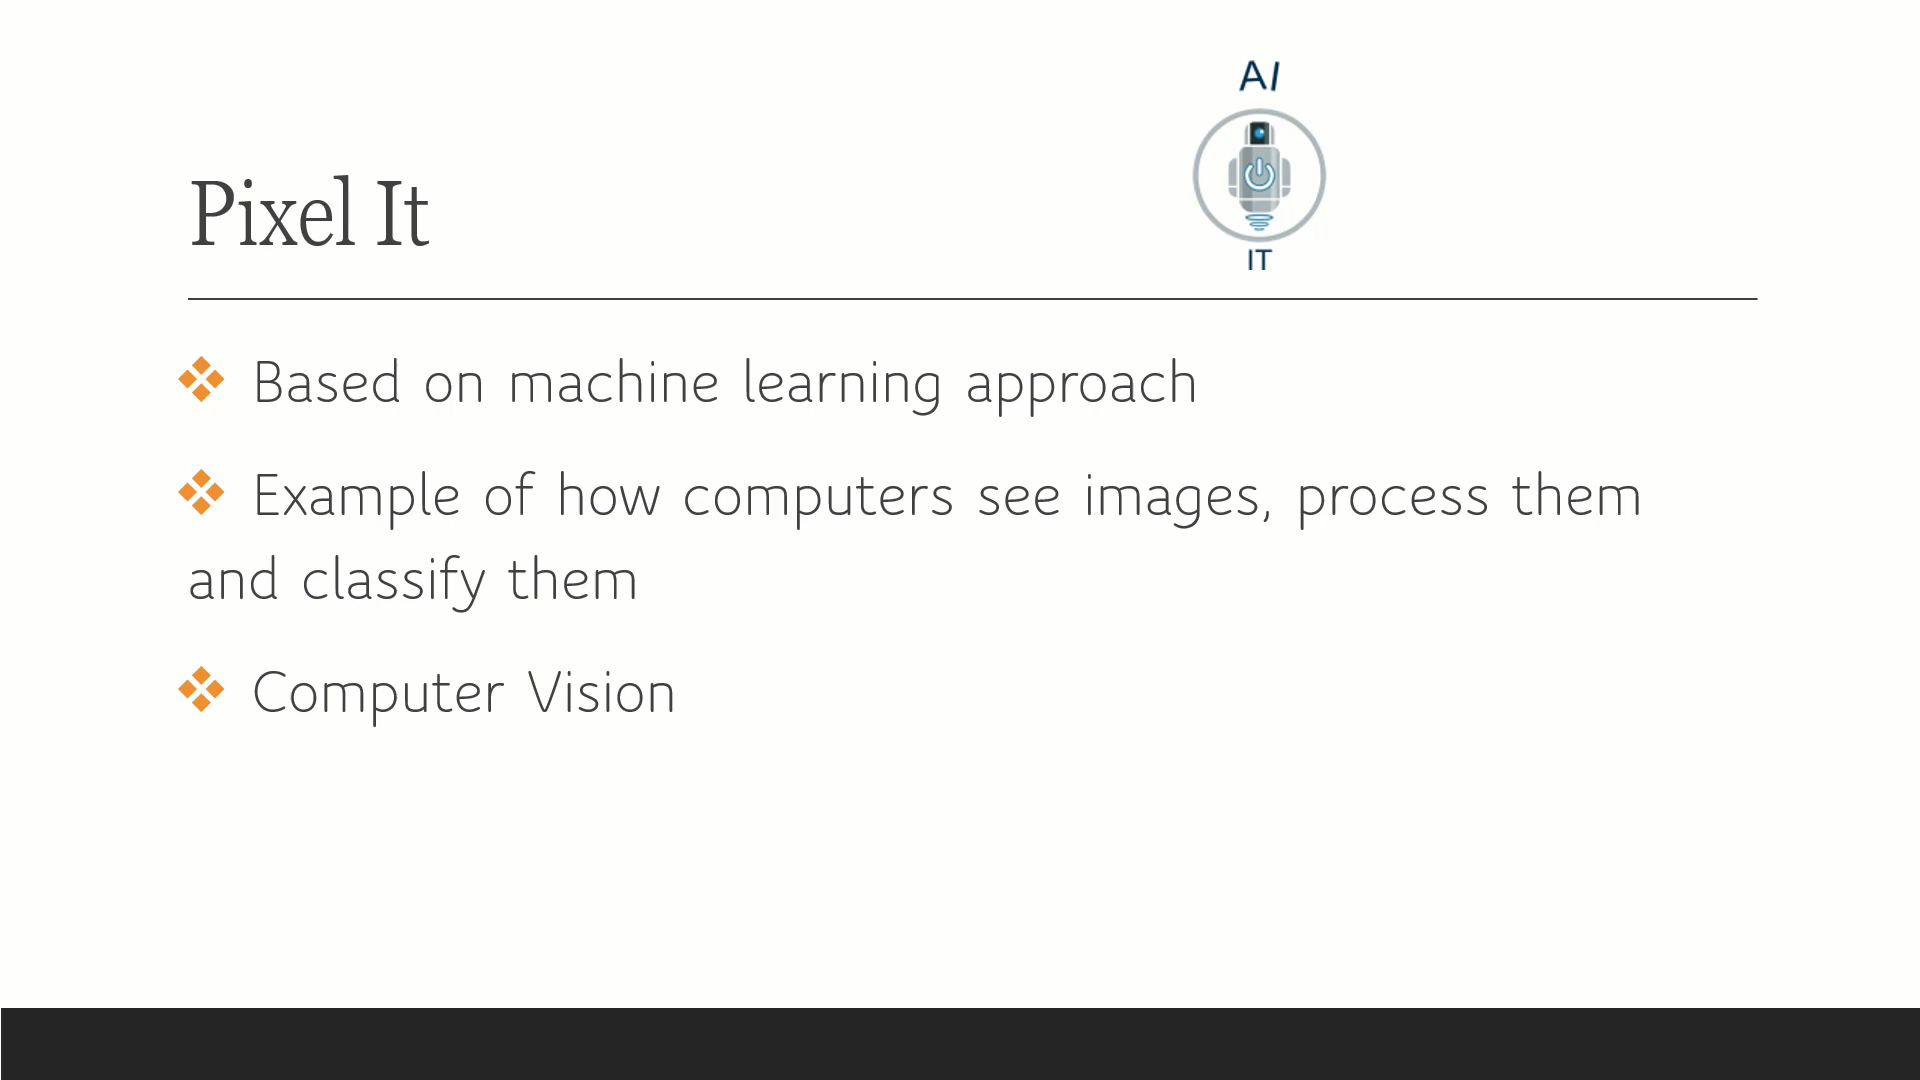 AI
IT
Pixel It
Based on machine learning approach
Example of how computers see images, process them
and classify them
Computer Vision